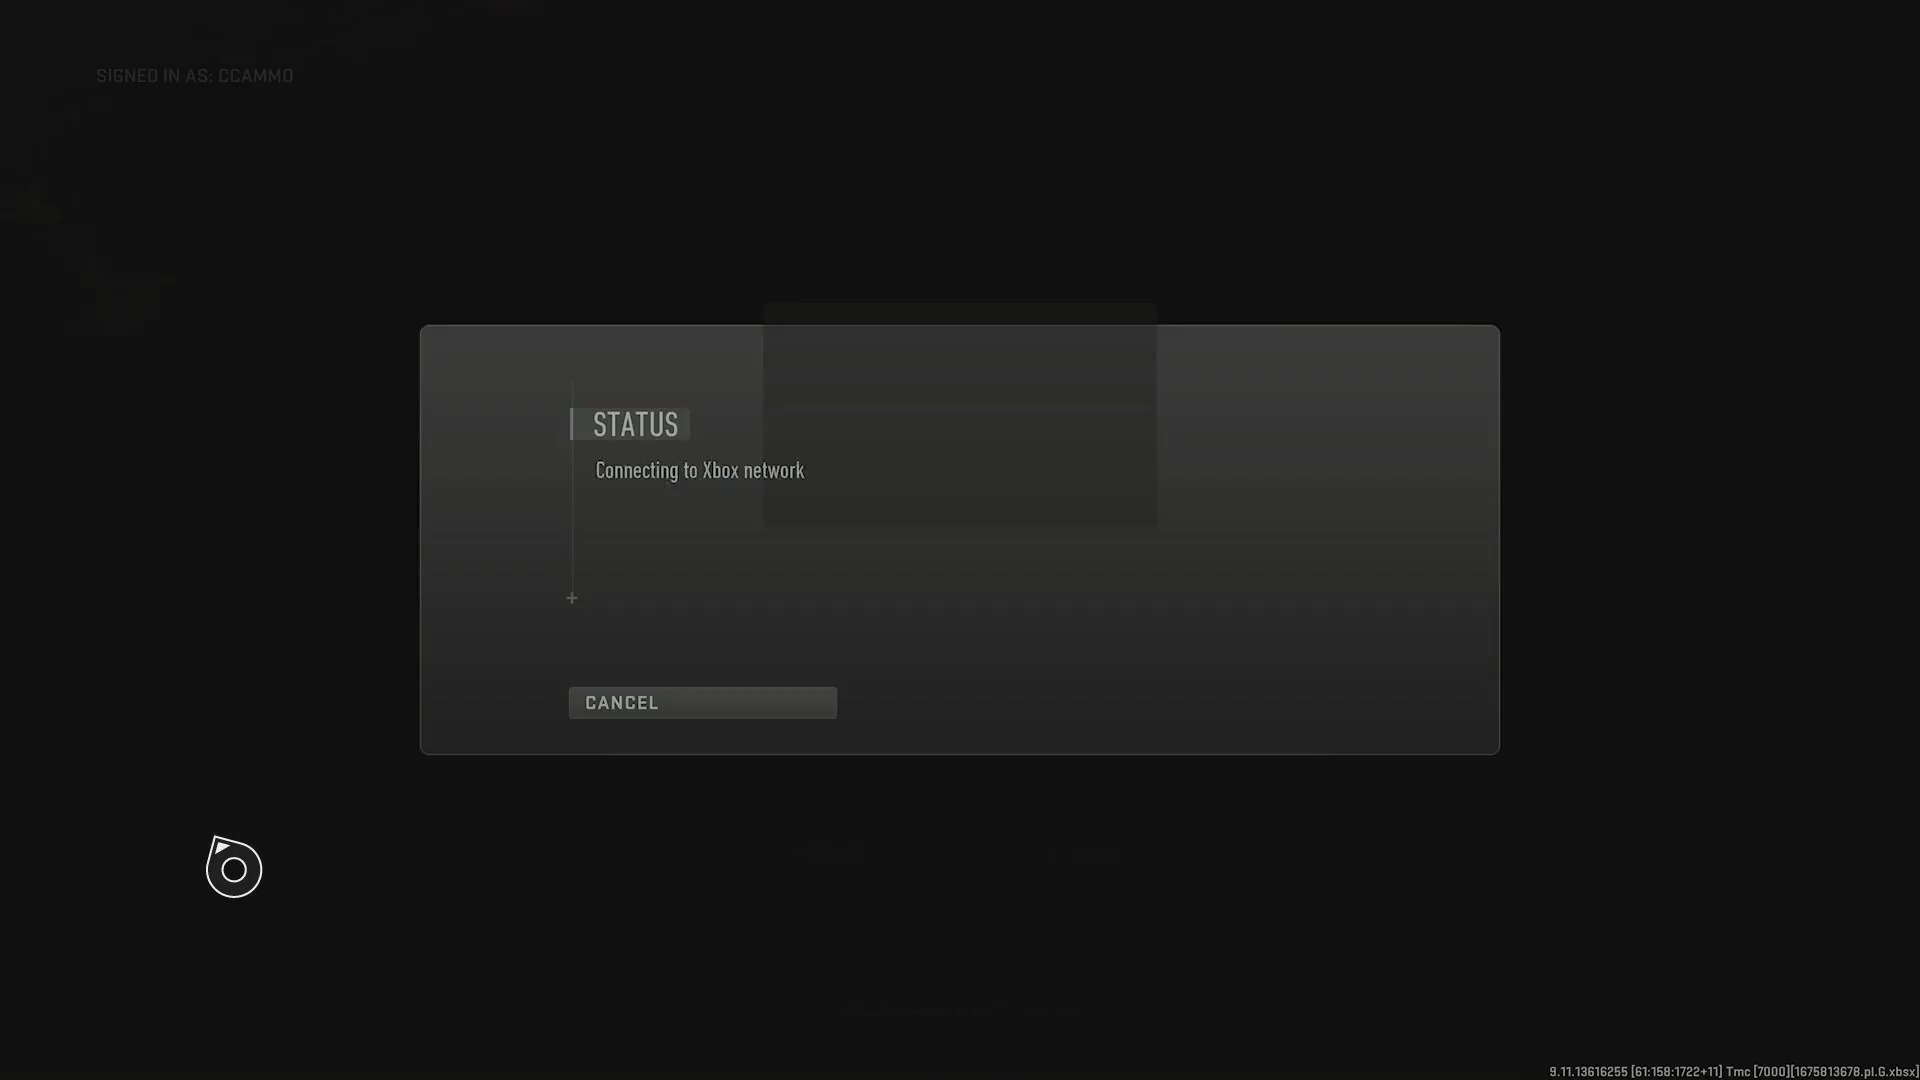 SIGNED IN AS: CCAMMO
STATUS
Connecting to Xbox network
CANCEL
9.11.13616255 [61:158:1722+11] Tmc [7000][1675813678.pl.G.xbsx]